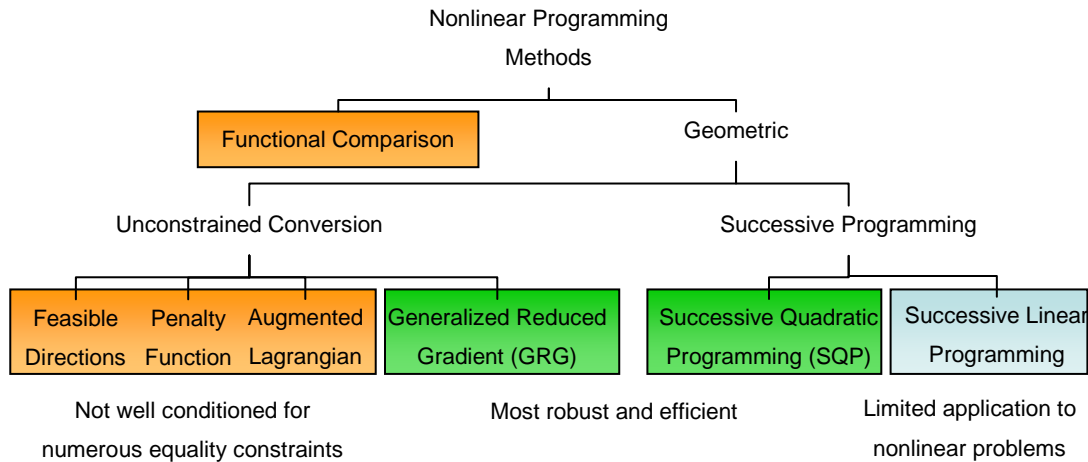 Nonlinear Programming
Methods
Functional Comparison
Geometric
Unconstrained Conversion
Successive Programming
Feasible
Directions
Penalty
Function
Augmented
Lagrangian
Generalized Reduced
Gradient (GRG)
Successive Quadratic
Programming (SQP)
Successive Linear
Programming
Not well conditioned for
numerous equality constraints
Most robust and efficient
Limited application to
nonlinear problems